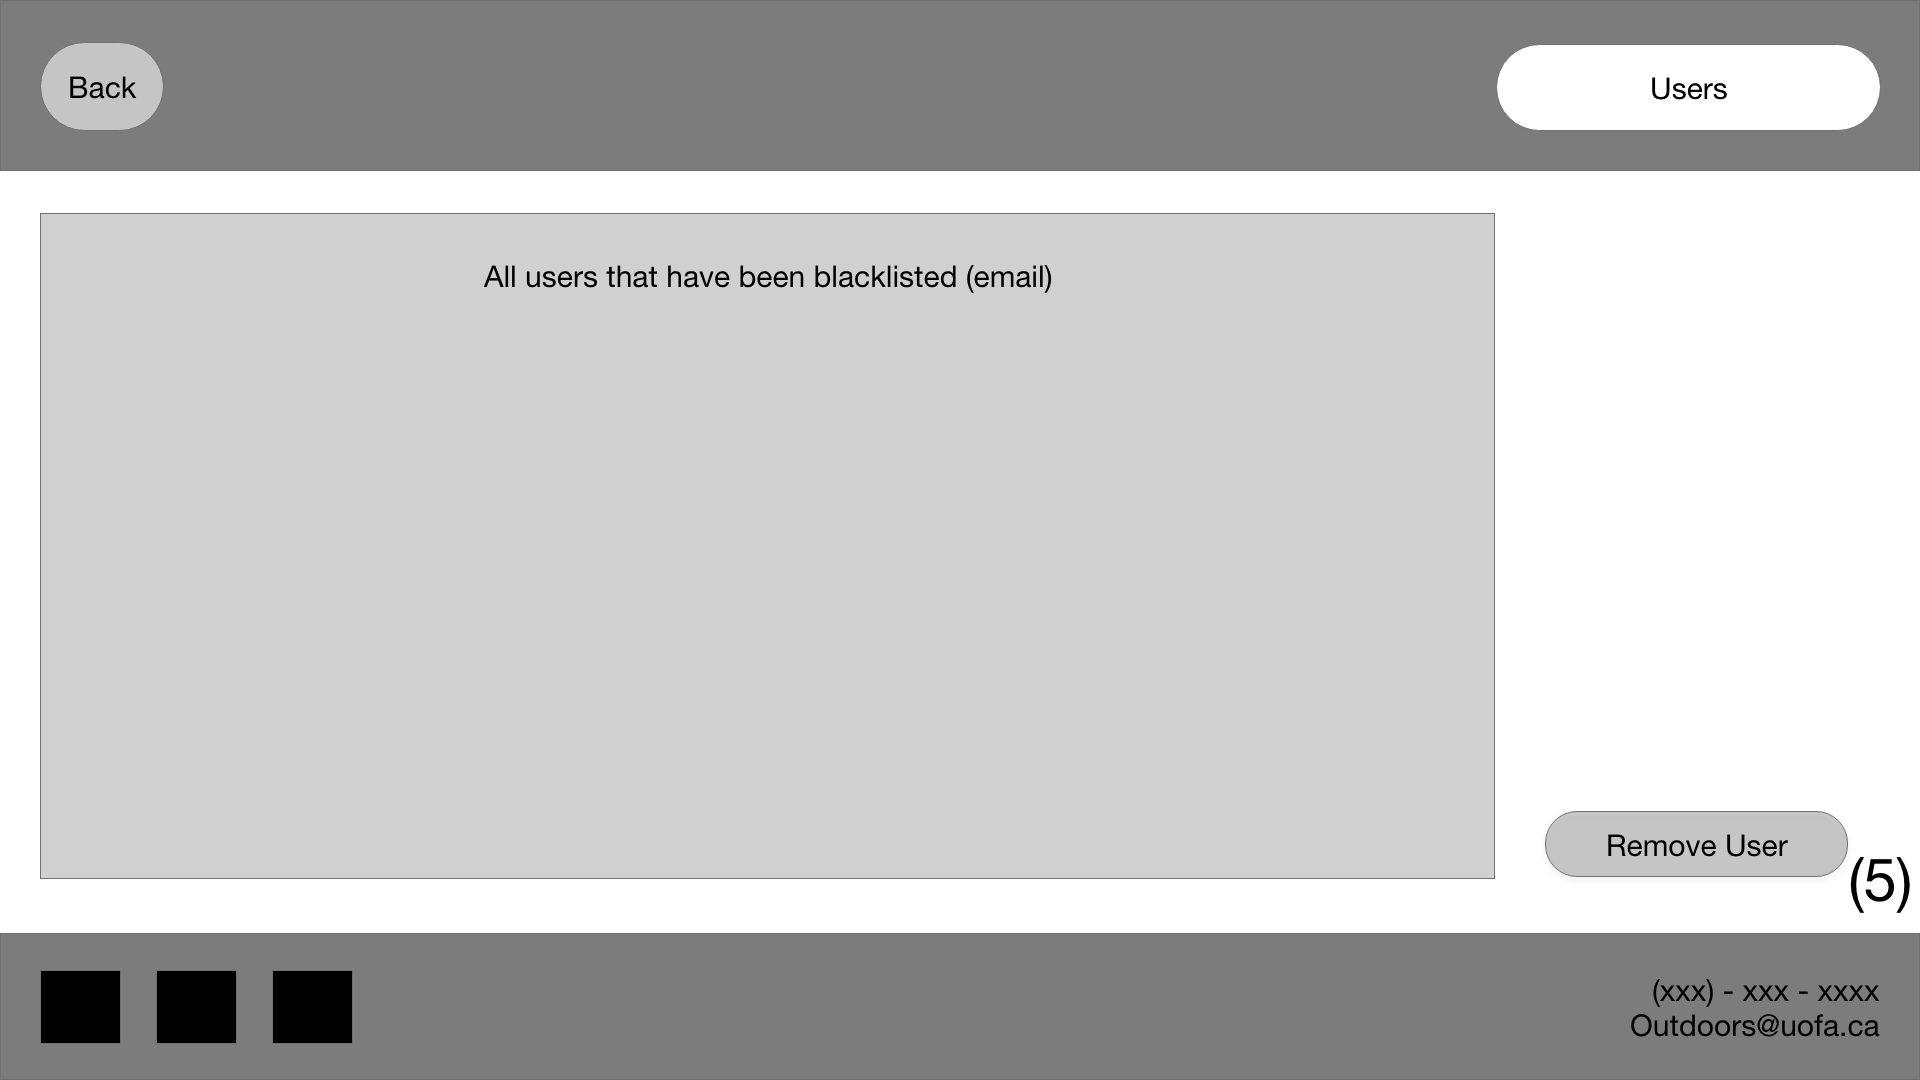 Back
Users
All users that have been blacklisted (email)
Remove User
(5)
(xxx) - xxx - xxxx
Outdoors@uofa.ca